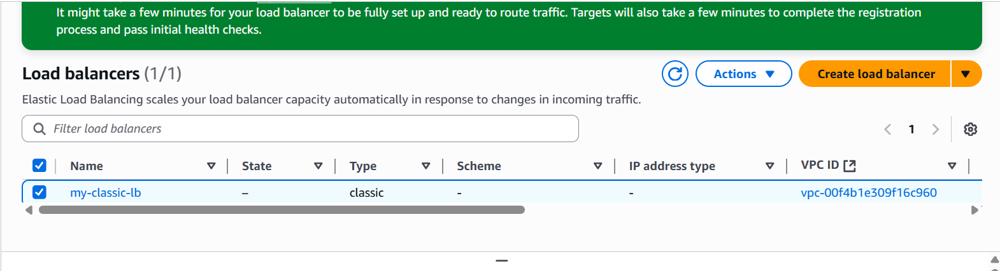 It might take a few minutes for your load balancer to be fully set up and ready to route traffic. Targets will also take a few minutes to complete the registration
process and pass initial health checks.
Load balancers (1/1)
Actions
Create load balancer
Elastic Load Balancing scales your load balancer capacity automatically in response to changes in incoming traffic.
Filter load balancers
1
Name State Type Scheme IP address type VPC ID
my-classic-lb – classic - - vpc-00f4b1e309f16c960